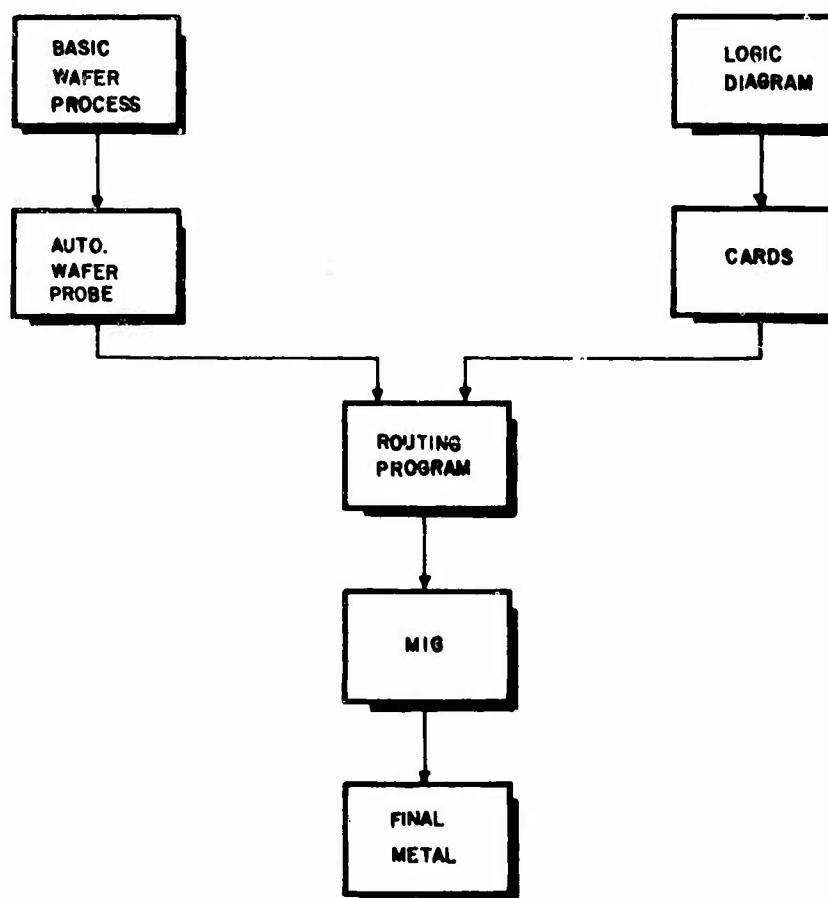 BASIC
WAFER
PROCESS
LOGIC
DIAGRAM
AUTO.
WAFER
PROBE
CARDS
ROUTING
PROGRAM
MIG
FINAL
METAL